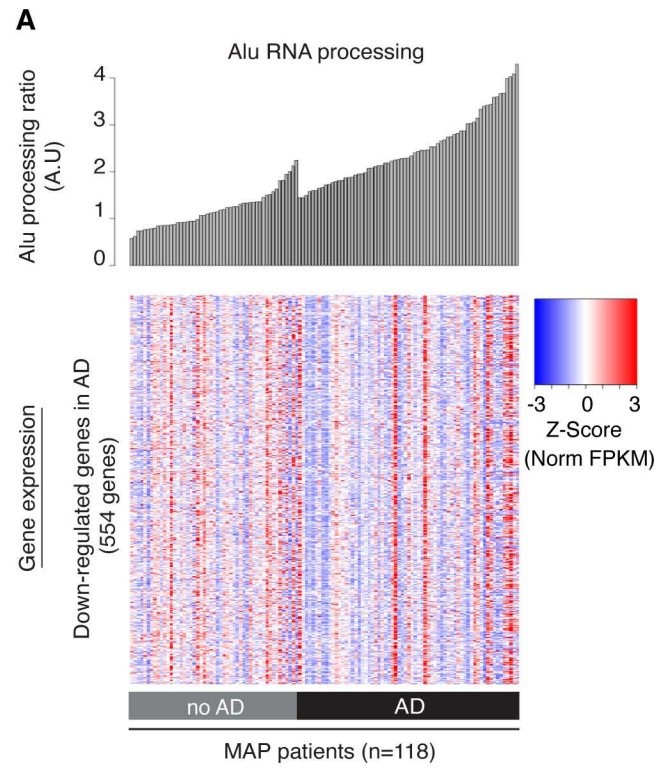 A
Alu RNA processing
Alu processing ratio
(A.U)
4
3
2
1
0
Gene expression
Down-regulated genes in AD
(554 genes)
-3 0 3
Z-Score
(Norm FPKM)
no AD
AD
MAP patients (n=118)